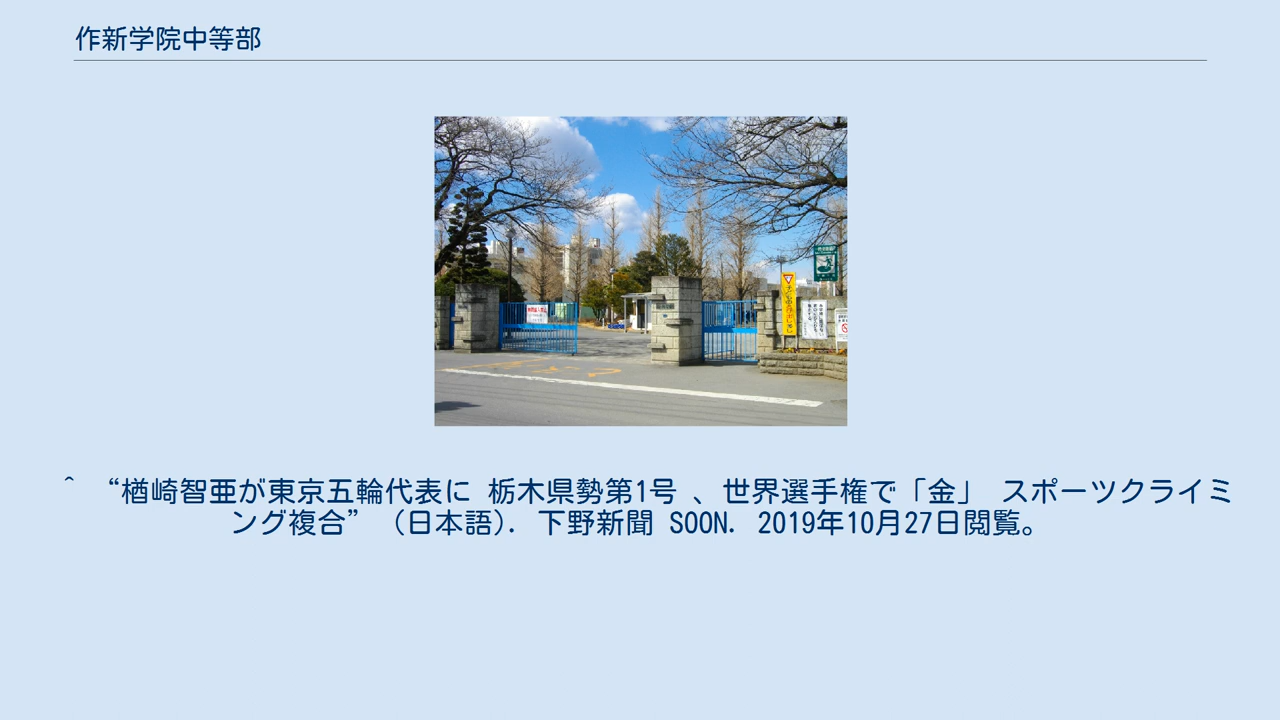 作新学院中等部
^ “楢崎智亜が東京五輪代表に 栃木県勢第1号 、世界選手権で「金」 スポーツクライミ
ング複合” (日本語). 下野新聞 SOON. 2019年10月27日閲覧。